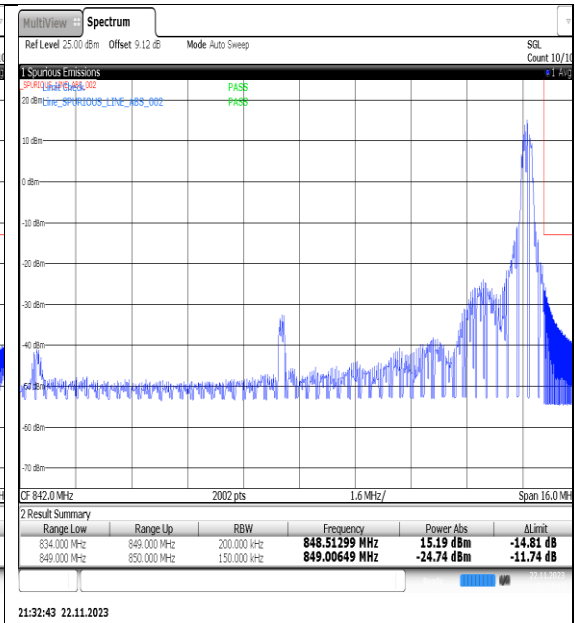 MultiView Spectrum
Ref Level 25.00 dBm Offset 9.12 dB Mode Auto Sweep SGL
Count 10/10
1 Spurious Emissions 1 Avg
Limit Check PASS
20 dBm Line_SPURIOUS_LINE_ABS_002 PASS
10 dBm
0 dBm
-10 dBm
-20 dBm
-30 dBm
-40 dBm
-60 dBm
-70 dBm
CF 842.0 MHz 2002 pts 1.6 MHz/ Span 16.0 MHz
2 Result Summary
Range Low Range Up RBW Frequency Power Abs ΔLimit
834.000 MHz 849.000 MHz 200.000 kHz 848.51299 MHz 15.19 dBm -14.81 dB
849.000 MHz 850.000 MHz 150.000 kHz 849.00649 MHz -24.74 dBm -11.74 dB
22.11.2023
21:32:43 22.11.2023